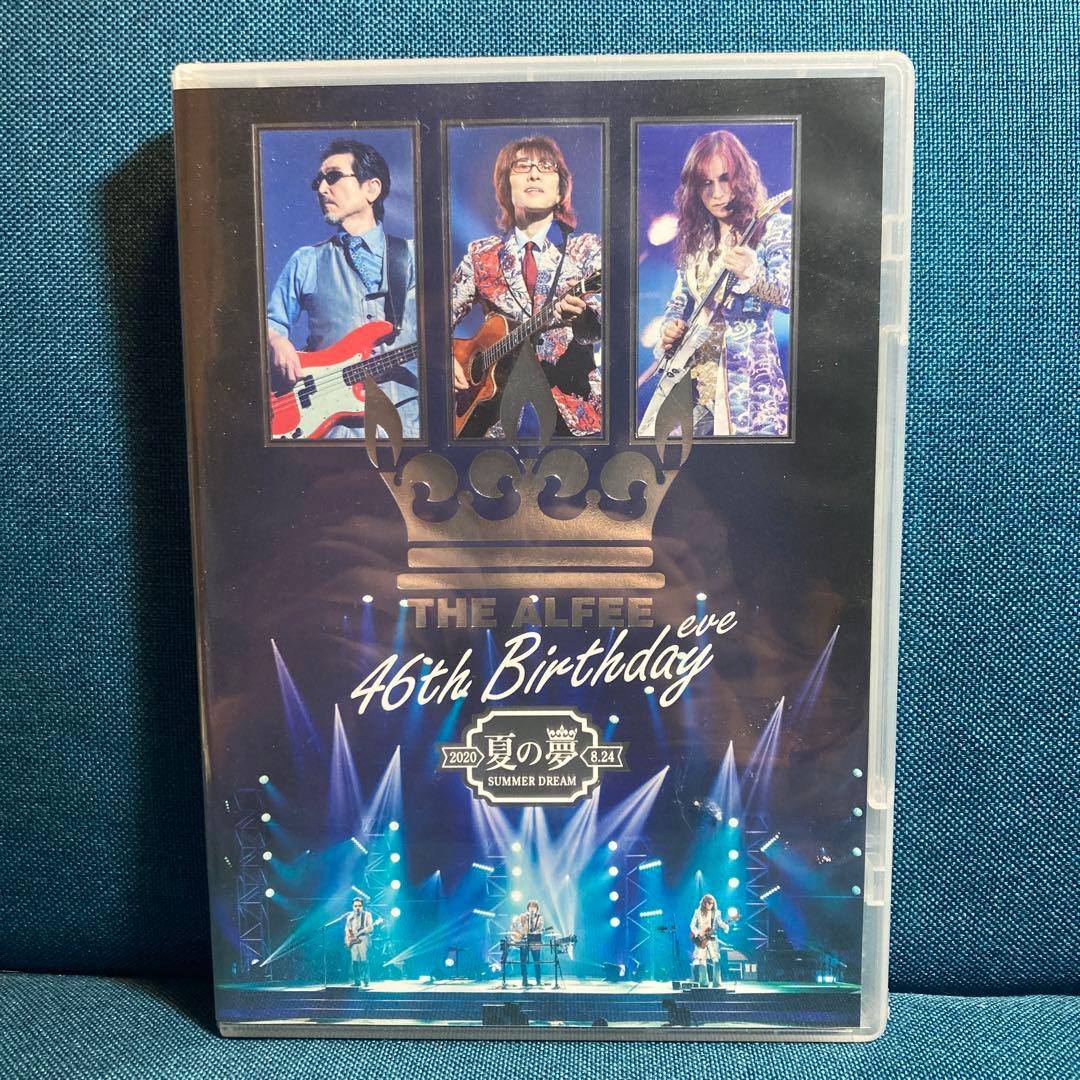 THE ALFEE
46th Birthday eve
2020 夏の夢 8.24
SUMMER DREAM